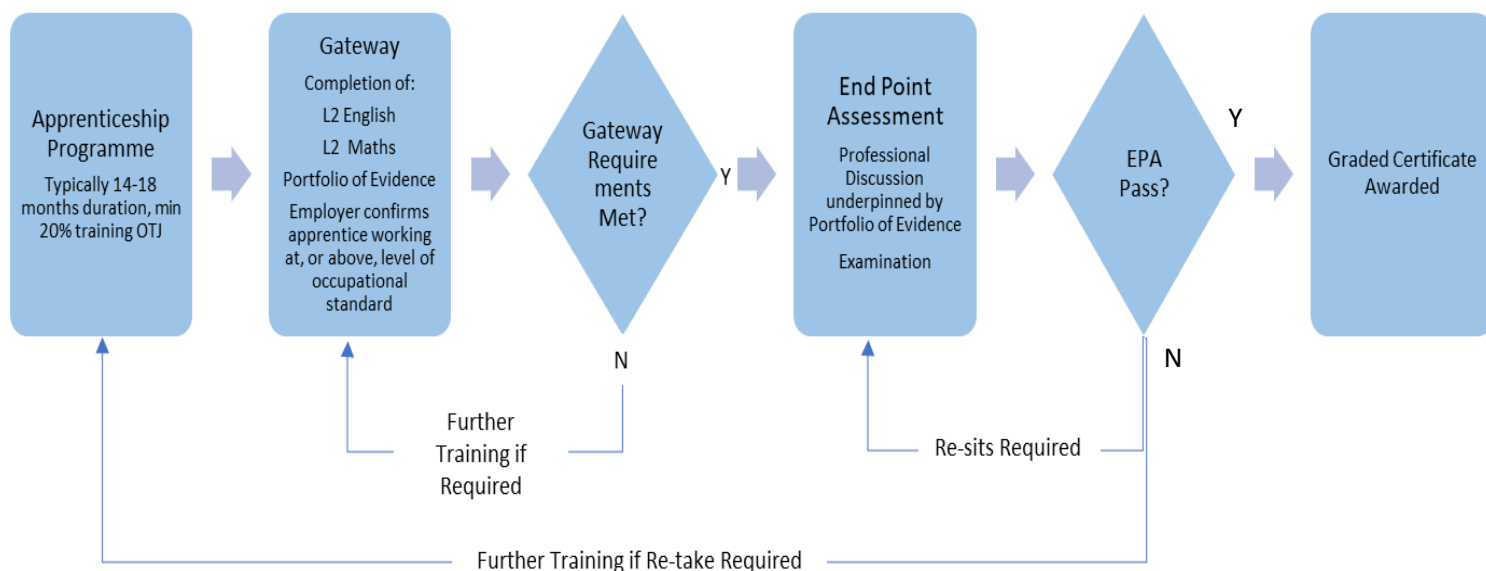 Apprenticeship
Programme
Typically 14-18
months duration, min
20% training OTJ
Gateway
Completion of:
L2 English
L2 Maths
Portfolio of Evidence
Employer confirms
apprentice working
at, or above, level of
occupational
standard
Gateway
Require
ments
Met?
Y
N
Further
Training if
Required
End Point
Assessment
Professional
Discussion
underpinned by
Portfolio of Evidence
Examination
EPA
Pass?
Y
N
Re-sits Required
Graded Certificate
Awarded
Further Training if Re-take Required